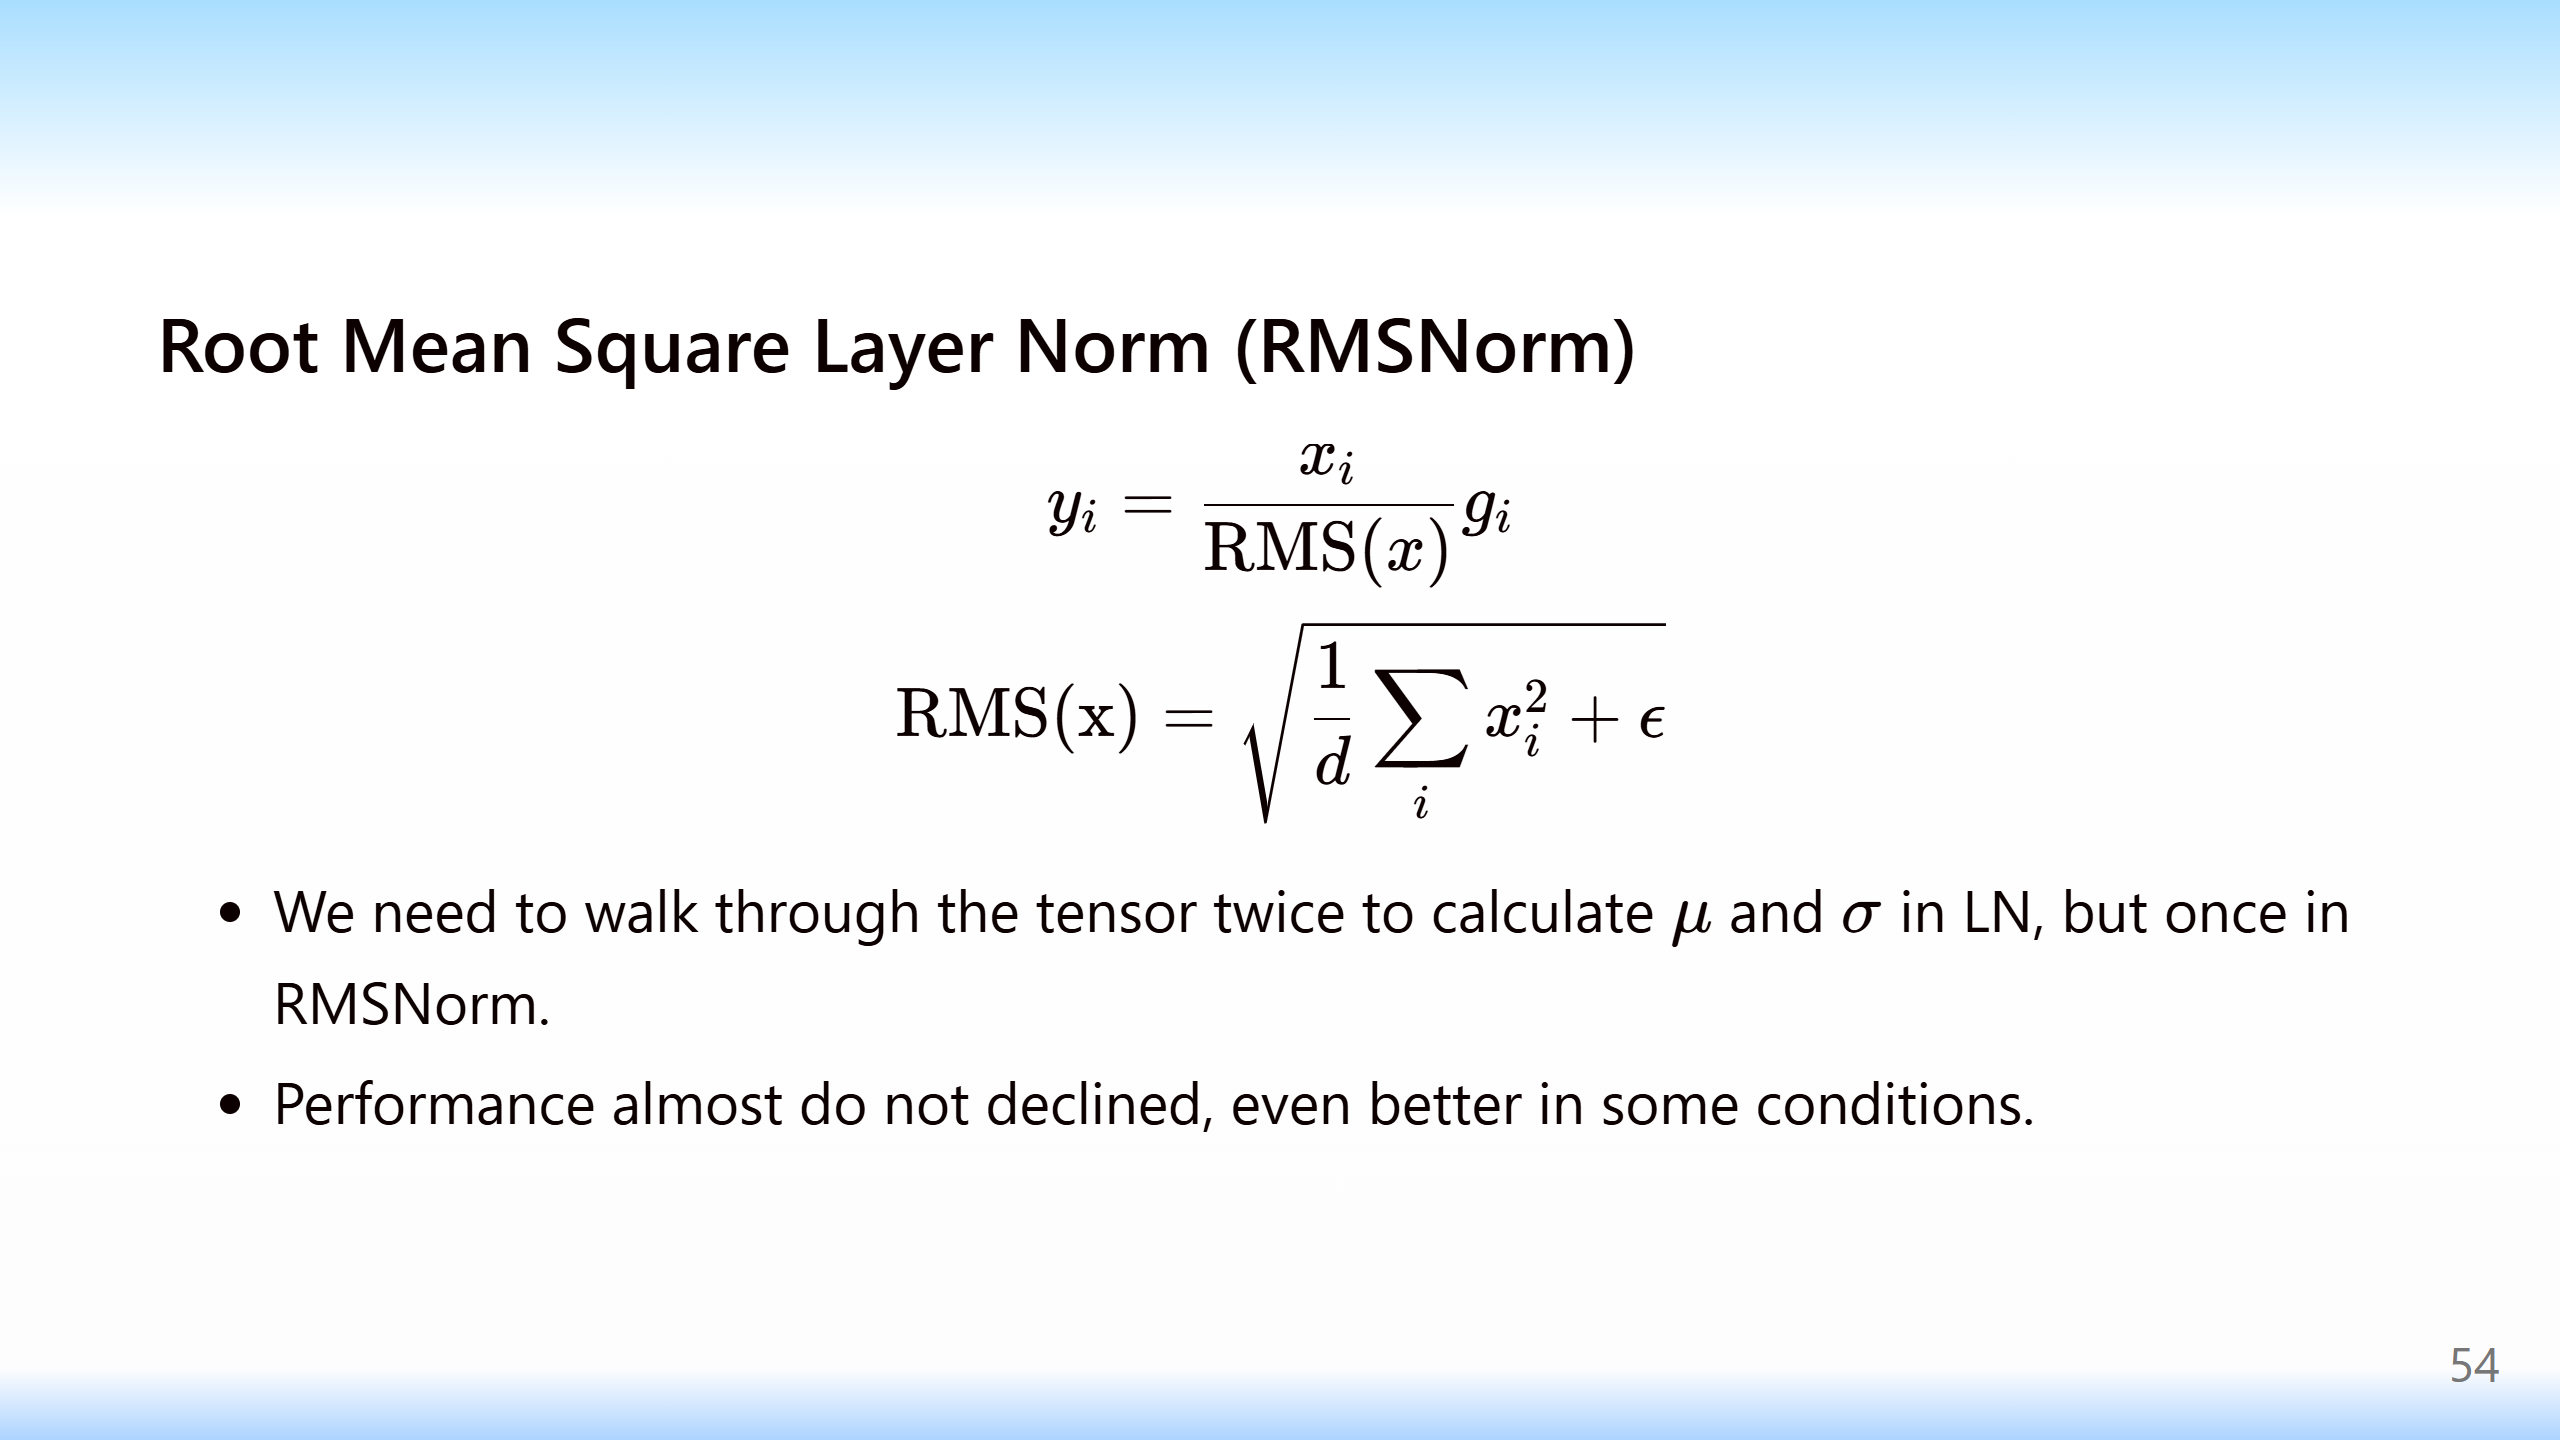 Root Mean Square Layer Norm (RMSNorm)
$y_i = \frac{x_i}{\mathrm{RMS}(x)} g_i$
$\mathrm{RMS(x)} = \sqrt{\frac{1}{d} \sum_i x_i^2 + \epsilon}$
• We need to walk through the tensor twice to calculate $\mu$ and $\sigma$ in LN, but once in
RMSNorm.
• Performance almost do not declined, even better in some conditions.
54